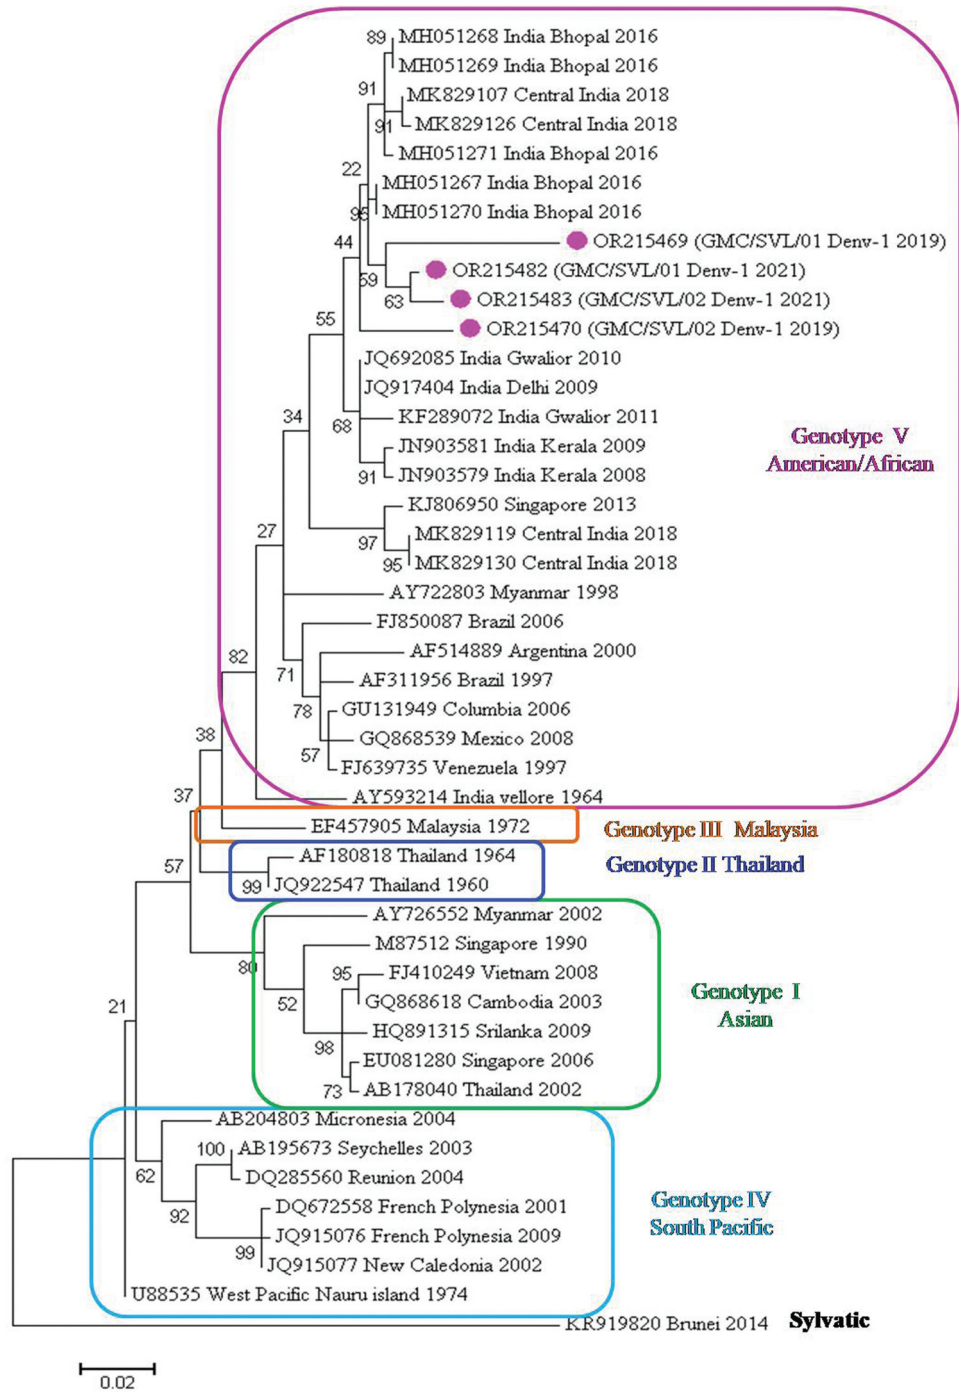 89
MH051268 India Bhopal 2016
MH051269 India Bhopal 2016
91
MK829107 Central India 2018
91
MK829126 Central India 2018
MH051271 India Bhopal 2016
22
MH051267 India Bhopal 2016
95
MH051270 India Bhopal 2016
44
OR215469 (GMC/SVL/01 Denv-1 2019)
59
OR215482 (GMC/SVL/01 Denv-1 2021)
63
OR215483 (GMC/SVL/02 Denv-1 2021)
55
OR215470 (GMC/SVL/02 Denv-1 2019)
JQ692085 India Gwalior 2010
JQ917404 India Delhi 2009
34
KF289072 India Gwalior 2011
68
JN903581 India Kerala 2009
91
JN903579 India Kerala 2008
Genotype V
American/African
KJ806950 Singapore 2013
27
97
MK829119 Central India 2018
95
MK829130 Central India 2018
AY722803 Myanmar 1998
FJ850087 Brazil 2006
82
AF514889 Argentina 2000
71
AF311956 Brazil 1997
78
GU131949 Columbia 2006
38
GQ868539 Mexico 2008
57
FJ639735 Venezuela 1997
37
AY593214 India vellore 1964
EF457905 Malaysia 1972
Genotype III Malaysia
57
AF180818 Thailand 1964
Genotype II Thailand
99
JQ922547 Thailand 1960
AY726552 Myanmar 2002
80
M87512 Singapore 1990
95
FJ410249 Vietnam 2008
21
52
GQ868618 Cambodia 2003
Genotype I
Asian
HQ891315 Srilanka 2009
98
EU081280 Singapore 2006
73
AB178040 Thailand 2002
AB204803 Micronesia 2004
100
AB195673 Seychelles 2003
62
DQ285560 Reunion 2004
92
DQ672558 French Polynesia 2001
Genotype IV
South Pacific
JQ915076 French Polynesia 2009
99
JQ915077 New Caledonia 2002
U88535 West Pacific Nauru island 1974
KR919820 Brunei 2014
Sylvatic
0.02